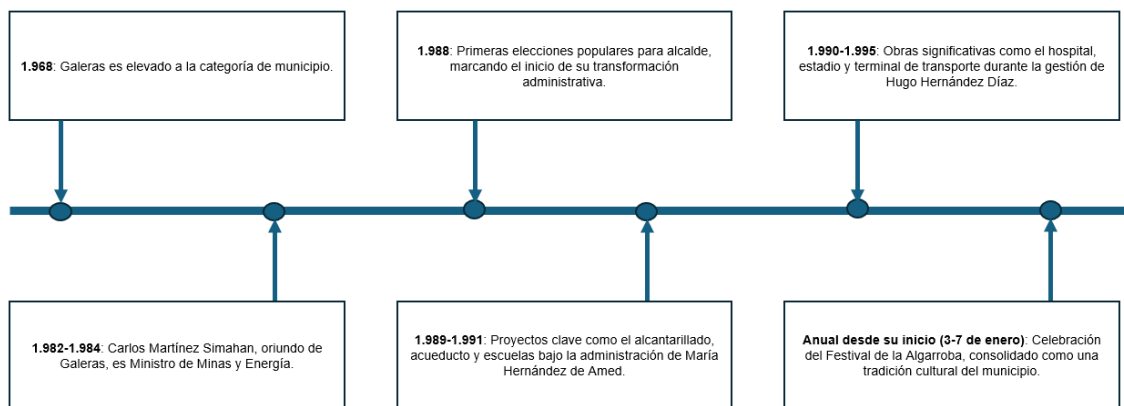 1.968: Galeras es elevado a la categoría de municipio.
1.988: Primeras elecciones populares para alcalde,
marcando el inicio de su transformación
administrativa.
1.990-1.995: Obras significativas como el hospital,
estadio y terminal de transporte durante la gestión de
Hugo Hernández Díaz.
1.982-1.984: Carlos Martínez Simahan, oriundo de
Galeras, es Ministro de Minas y Energía.
1.989-1.991: Proyectos clave como el alcantarillado,
acueducto y escuelas bajo la administración de María
Hernández de Amed.
Anual desde su inicio (3-7 de enero): Celebración
del Festival de la Algarroba, consolidado como una
tradición cultural del municipio.